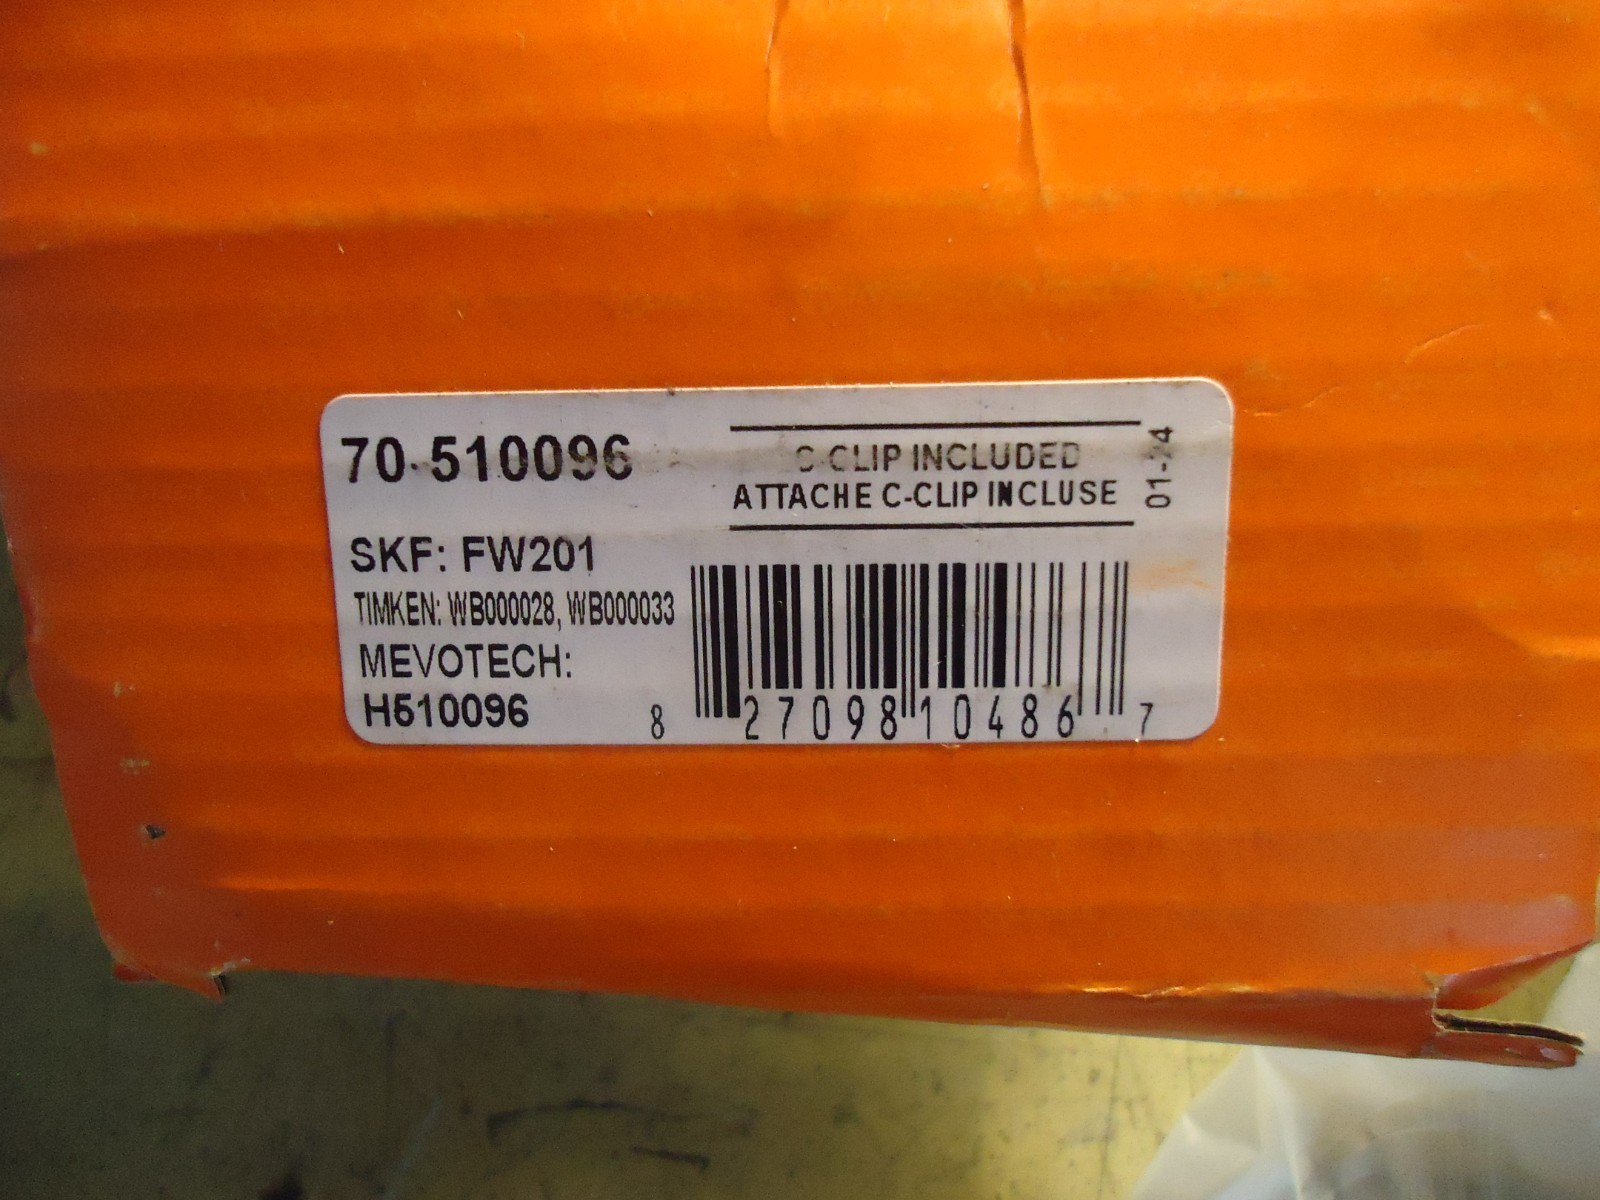 70-510096
C-CLIP INCLUDED
ATTACHE C-CLIP INCLUSE
01-24
SKF: FW201
TIMKEN: WB000028, WB000033
MEVOTECH:
H510096
8 27098 10486 7